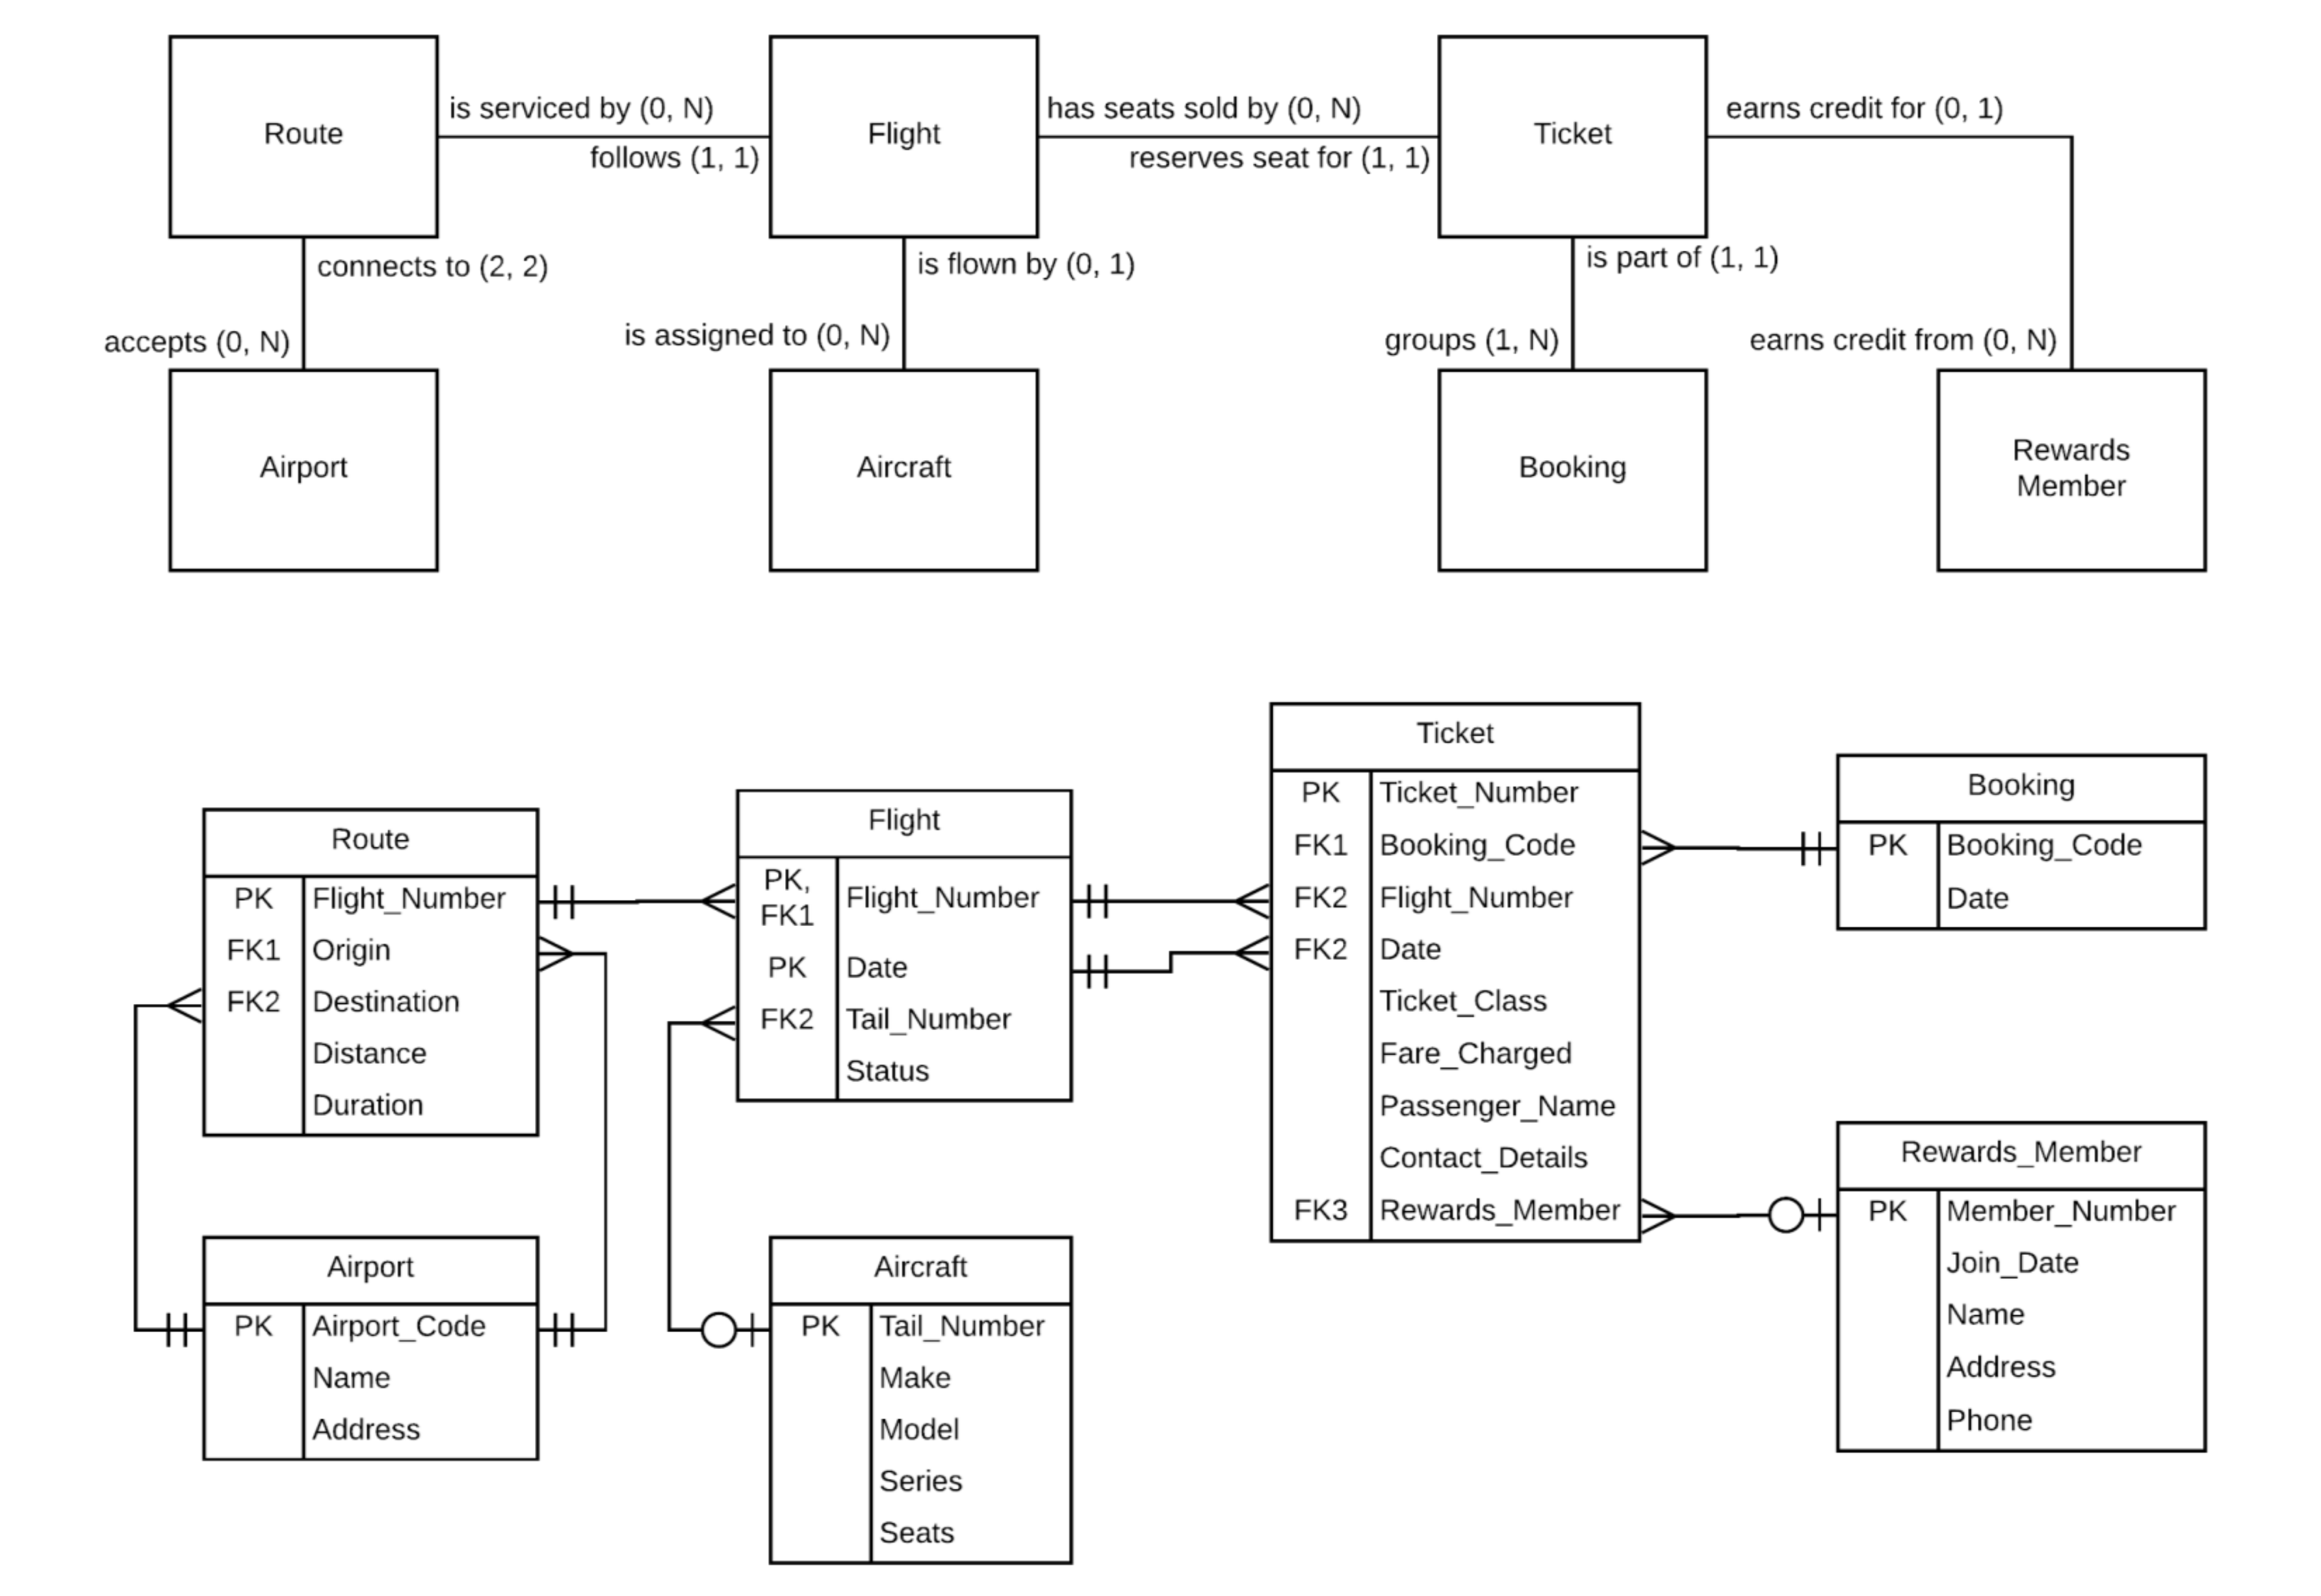 Route
is serviced by (0, N)
follows (1, 1)
Flight
has seats sold by (0, N)
reserves seat for (1, 1)
Ticket
earns credit for (0, 1)
connects to (2, 2)
accepts (0, N)
is flown by (0, 1)
is assigned to (0, N)
is part of (1, 1)
groups (1, N)
earns credit from (0, N)
Airport
Aircraft
Booking
Rewards
Member
Route
PK Flight_Number
FK1 Origin
FK2 Destination
Distance
Duration
Flight
PK,
FK1 Flight_Number
PK Date
FK2 Tail_Number
Status
Ticket
PK Ticket_Number
FK1 Booking_Code
FK2 Flight_Number
FK2 Date
Ticket_Class
Fare_Charged
Passenger_Name
Contact_Details
FK3 Rewards_Member
Booking
PK Booking_Code
Date
Airport
PK Airport_Code
Name
Address
Aircraft
PK Tail_Number
Make
Model
Series
Seats
Rewards_Member
PK Member_Number
Join_Date
Name
Address
Phone